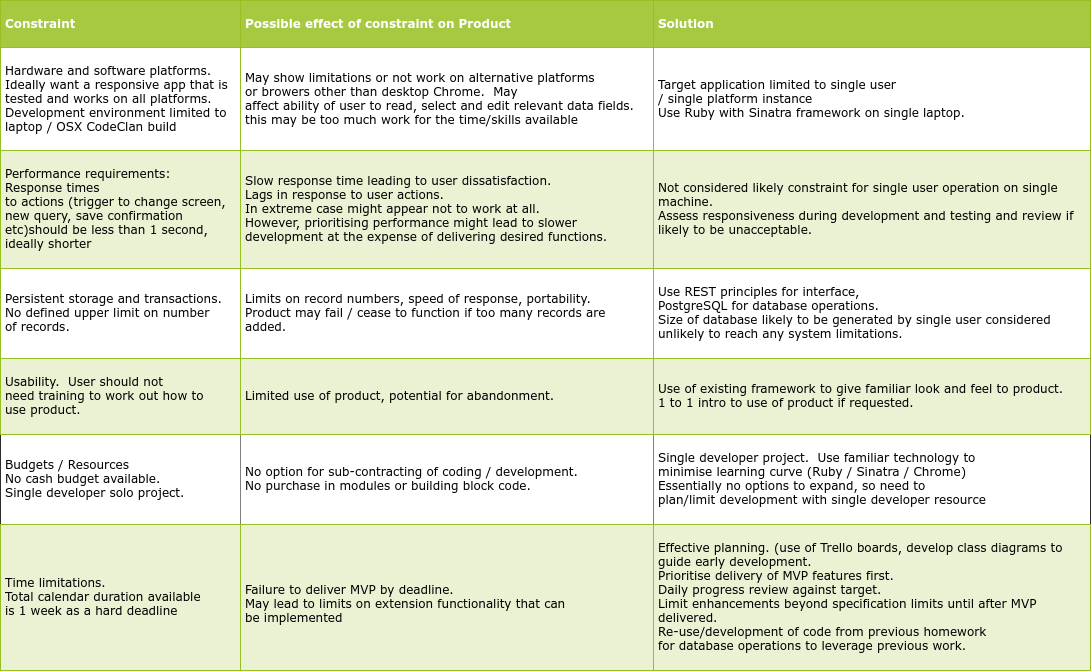 Constraint
Possible effect of constraint on Product
Solution
Hardware and software platforms.
Ideally want a responsive app that is
tested and works on all platforms.
Development environment limited to
laptop / OSX CodeClan build
May show limitations or not work on alternative platforms
or browers other than desktop Chrome.  May
affect ability of user to read, select and edit relevant data fields.
this may be too much work for the time/skills available
Target application limited to single user
/ single platform instance
Use Ruby with Sinatra framework on single laptop.
Performance requirements:
Response times
to actions (trigger to change screen,
new query, save confirmation
etc)should be less than 1 second,
ideally shorter
Slow response time leading to user dissatisfaction.
Lags in response to user actions.
In extreme case might appear not to work at all.
However, prioritising performance might lead to slower
development at the expense of delivering desired functions.
Not considered likely constraint for single user operation on single
machine.
Assess responsiveness during development and testing and review if
likely to be unacceptable.
Persistent storage and transactions.
No defined upper limit on number
of records.
Limits on record numbers, speed of response, portability.
Product may fail / cease to function if too many records are
added.
Use REST principles for interface,
PostgreSQL for database operations.
Size of database likely to be generated by single user considered
unlikely to reach any system limitations.
Usability.  User should not
need training to work out how to
use product.
Limited use of product, potential for abandonment.
Use of existing framework to give familiar look and feel to product.
1 to 1 intro to use of product if requested.
Budgets / Resources
No cash budget available.
Single developer solo project.
No option for sub-contracting of coding / development.
No purchase in modules or building block code.
Single developer project.  Use familiar technology to
minimise learning curve (Ruby / Sinatra / Chrome)
Essentially no options to expand, so need to
plan/limit development with single developer resource
Time limitations.
Total calendar duration available
is 1 week as a hard deadline
Failure to deliver MVP by deadline.
May lead to limits on extension functionality that can
be implemented
Effective planning. (use of Trello boards, develop class diagrams to
guide early development.
Prioritise delivery of MVP features first.
Daily progress review against target.
Limit enhancements beyond specification limits until after MVP
delivered.
Re-use/development of code from previous homework
for database operations to leverage previous work.